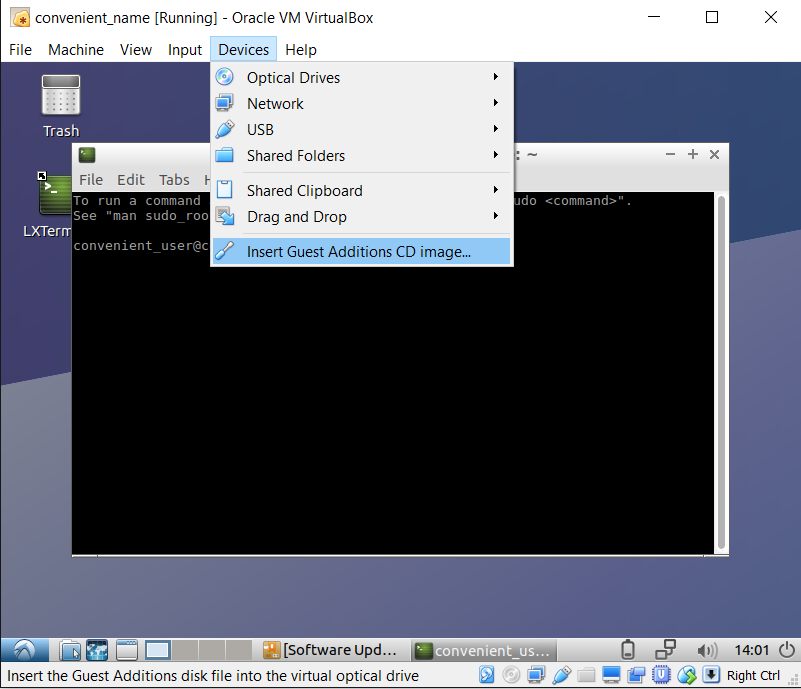 convenient_name [Running] - Oracle VM VirtualBox
File Machine View Input Devices Help
Optical Drives
Network
USB
Shared Folders
Shared Clipboard
Drag and Drop
Insert Guest Additions CD image...
Trash
LXTerm
: ~
File Edit Tabs H
To run a command udo <command>".
See "man sudo_roo
convenient_user@c
[Software Upd... convenient_us... 14:01
Insert the Guest Additions disk file into the virtual optical drive Right Ctrl